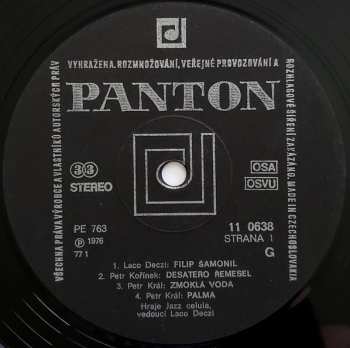 VŠECHNA PRÁVA VÝROBCE A VLASTNÍKŮ AUTORSKÝCH PRÁV VYHRAŽENA. ROZMNOŽOVÁNÍ, VEŘEJNÉ PROVOZOVÁNÍ A ROZHLASOVÉ ŠÍŘENÍ ZAKÁZÁNO. MADE IN CZECHOSLOVAKIA
PANTON
33
STEREO
OSA
OSVU
PE 763
℗ 1976
77 1
11 0638
STRANA 1
G
1. Laco Deczi: FILIP ŠAMONIL
2. Petr Kořínek: DESATERO ŘEMESEL
3. Petr Král: ZMOKLÁ VODA
4. Petr Král: PALMA
Hraje Jazz celula,
vedoucí Laco Deczi